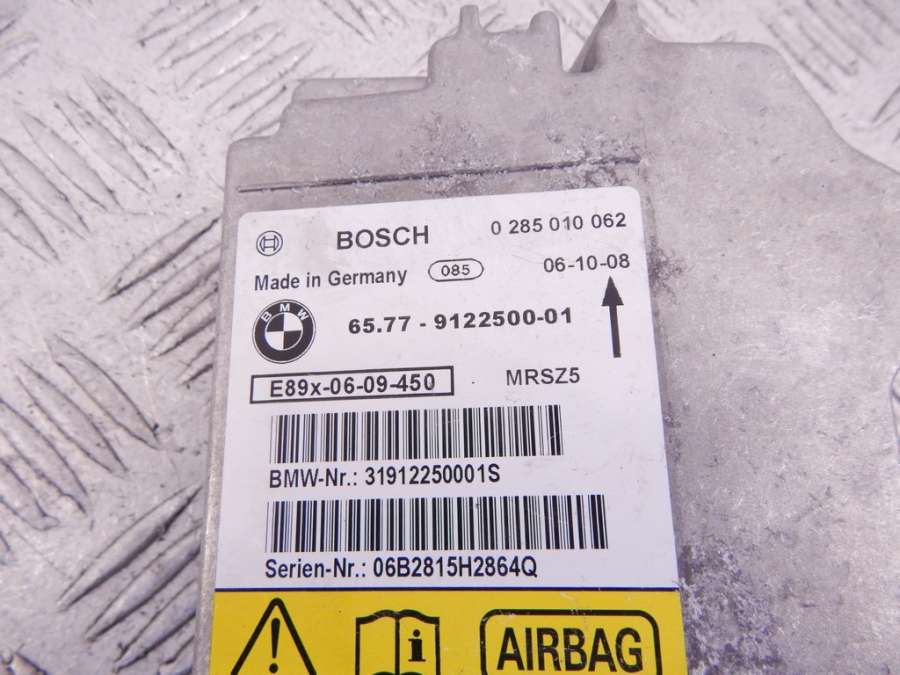 BOSCH 0 285 010 062
Made in Germany 085 06-10-08
BMW
65.77 - 9122500-01
E89x-06-09-450 MRSZ5
BMW-Nr.: 31912250001S
Serien-Nr.: 06B2815H2864Q
i
AIRBAG